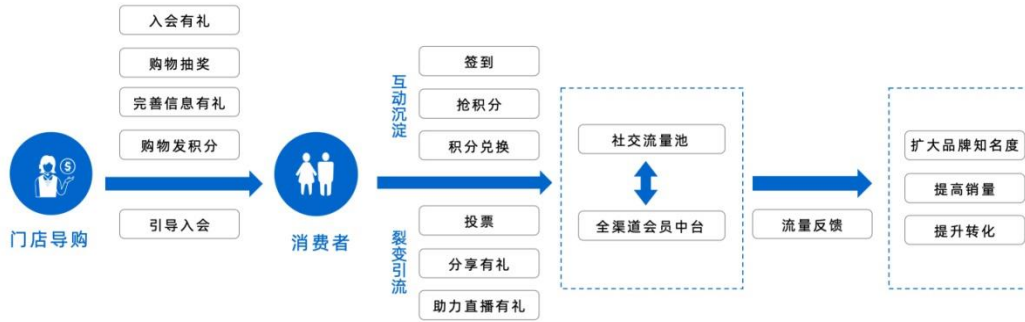 入会有礼
购物抽奖
完善信息有礼
购物发积分
引导入会
门店导购
消费者
互动沉淀
签到
抢积分
积分兑换
裂变引流
投票
分享有礼
助力直播有礼
社交流量池
全渠道会员中台
流量反馈
扩大品牌知名度
提高销量
提升转化